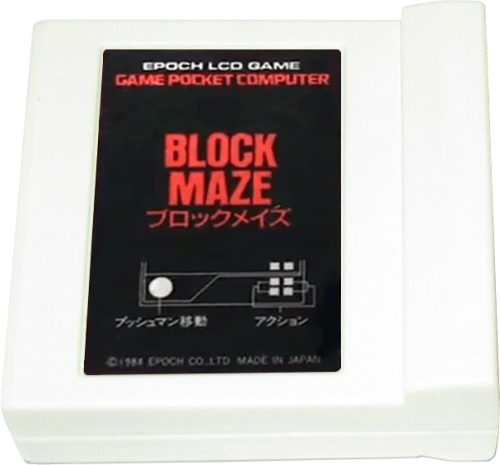 EPOCH LCD GAME
GAME POCKET COMPUTER
BLOCK
MAZE
ブロックメイズ
プッシュマン移動 アクション
©1984 EPOCH CO.,LTD MADE IN JAPAN